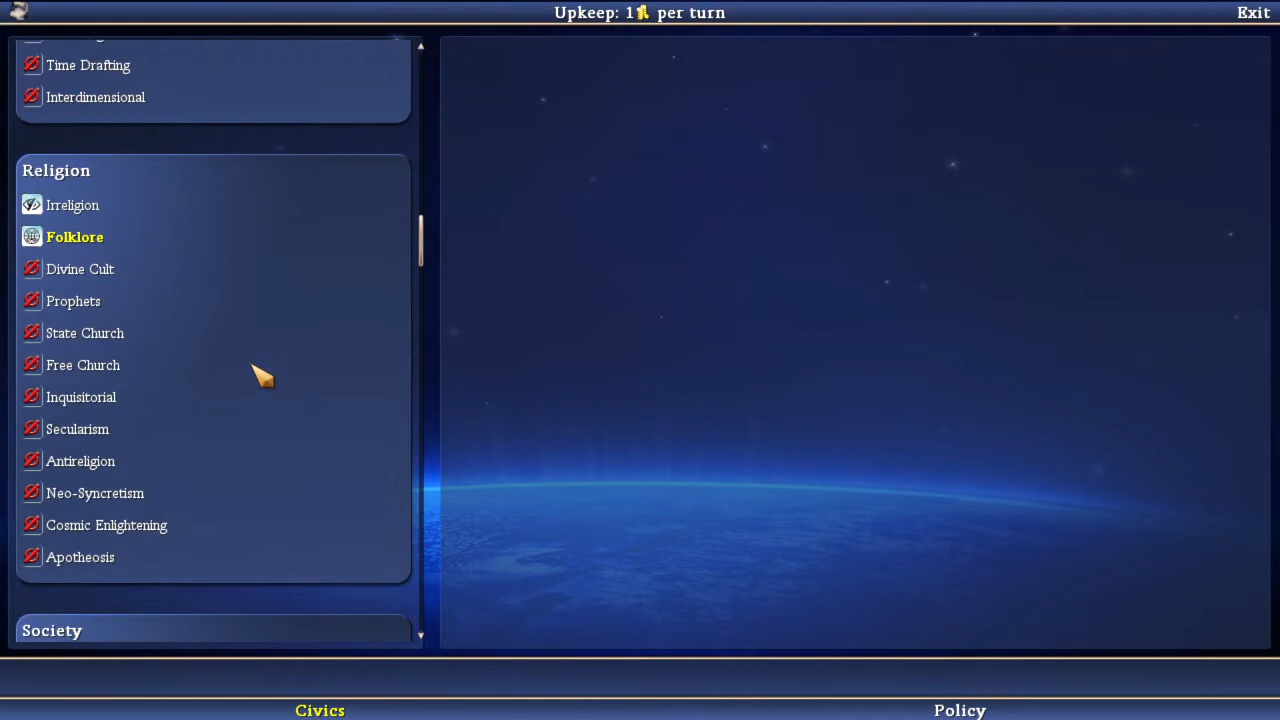 Upkeep: 1 per turn
Exit
Time Drafting
Interdimensional
Religion
Irreligion
Folklore
Divine Cult
Prophets
State Church
Free Church
Inquisitorial
Secularism
Antireligion
Neo-Syncretism
Cosmic Enlightening
Apotheosis
Society
Civics
Policy